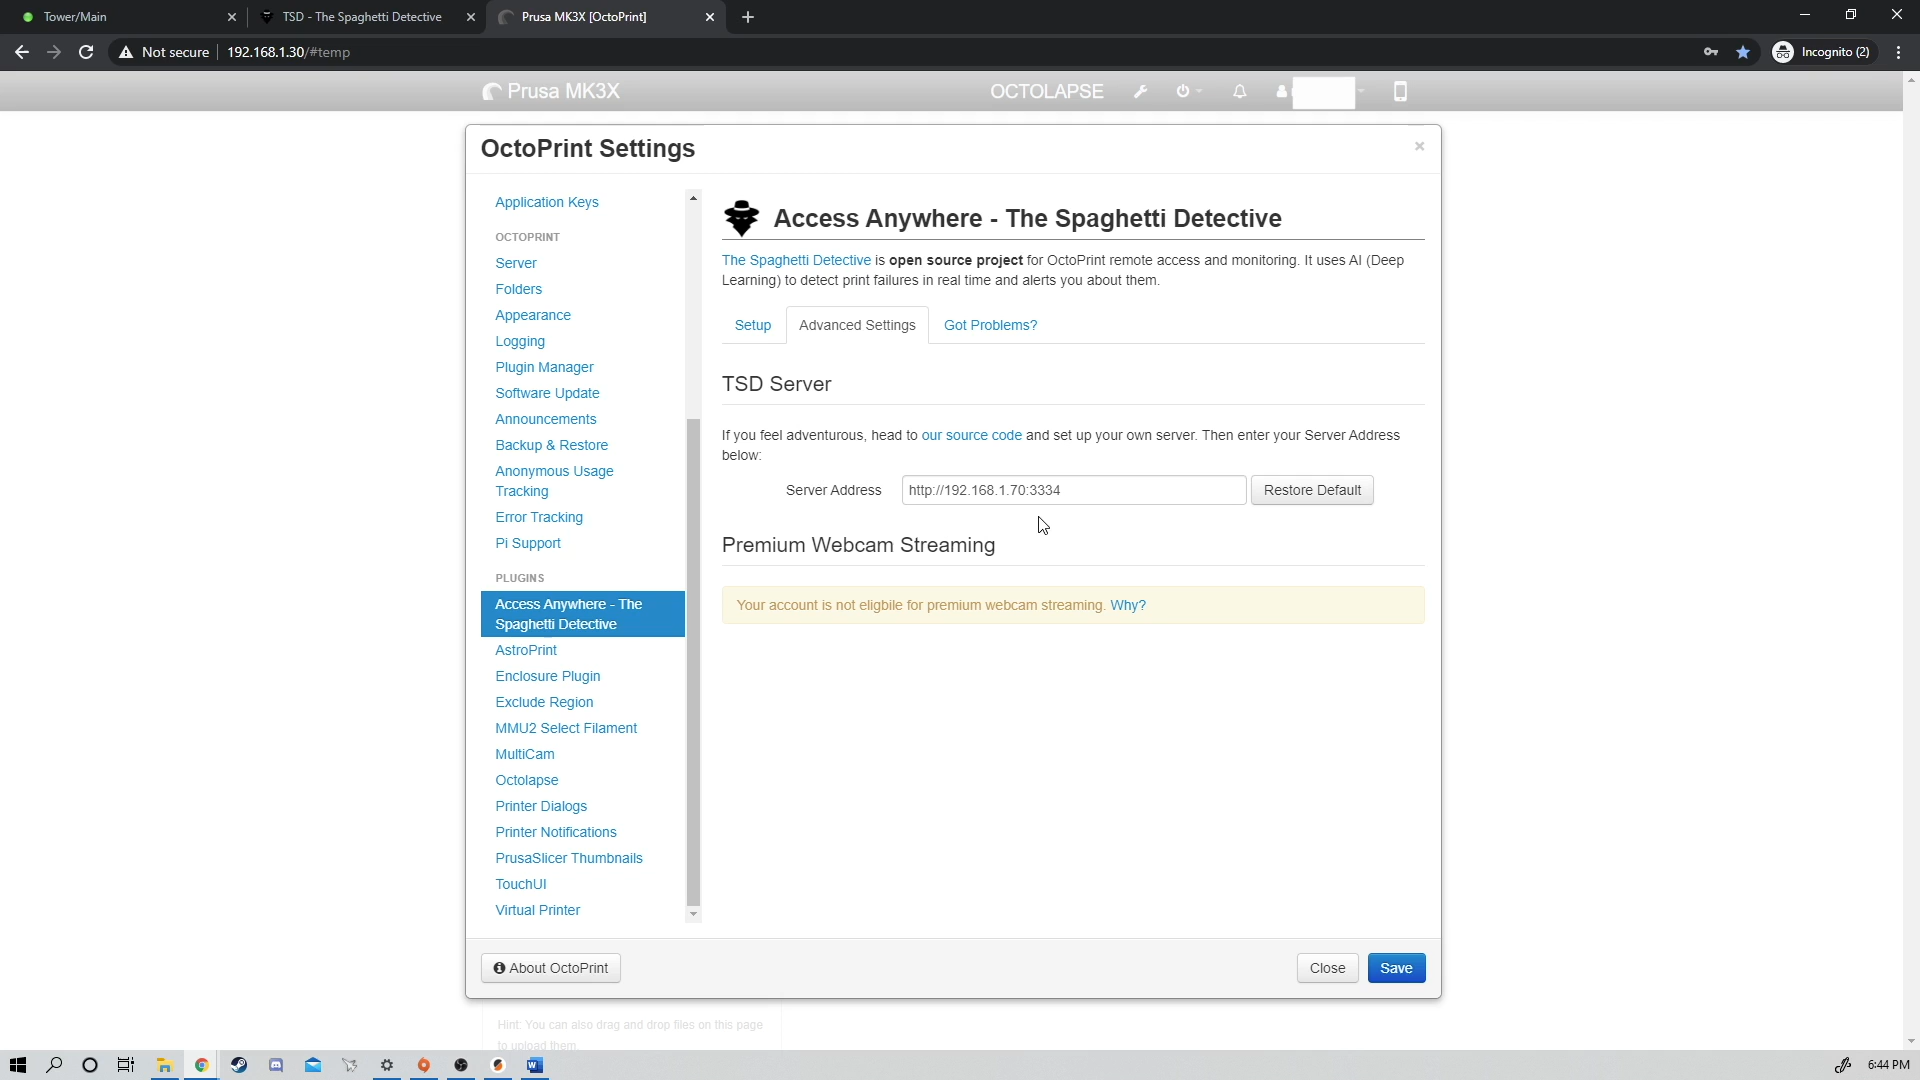 Tower/Main
TSD - The Spaghetti Detective
Prusa MK3X [OctoPrint]
Not secure
192.168.1.30/#temp
Incognito (2)
Prusa MK3X
OCTOLAPSE
OctoPrint Settings
Application Keys
OCTOPRINT
Server
Folders
Appearance
Logging
Plugin Manager
Software Update
Announcements
Backup & Restore
Anonymous Usage
Tracking
Error Tracking
Pi Support
PLUGINS
Access Anywhere - The
Spaghetti Detective
AstroPrint
Enclosure Plugin
Exclude Region
MMU2 Select Filament
MultiCam
Octolapse
Printer Dialogs
Printer Notifications
PrusaSlicer Thumbnails
TouchUI
Virtual Printer
Access Anywhere - The Spaghetti Detective
The Spaghetti Detective is open source project for OctoPrint remote access and monitoring. It uses AI (Deep
Learning) to detect print failures in real time and alerts you about them.
Setup
Advanced Settings
Got Problems?
TSD Server
If you feel adventurous, head to our source code and set up your own server. Then enter your Server Address
below:
Server Address
http://192.168.1.70:3334
Restore Default
Premium Webcam Streaming
Your account is not eligbile for premium webcam streaming. Why?
About OctoPrint
Close
Save
Hint: You can also drag and drop files on this page
to upload them.
6:44 PM